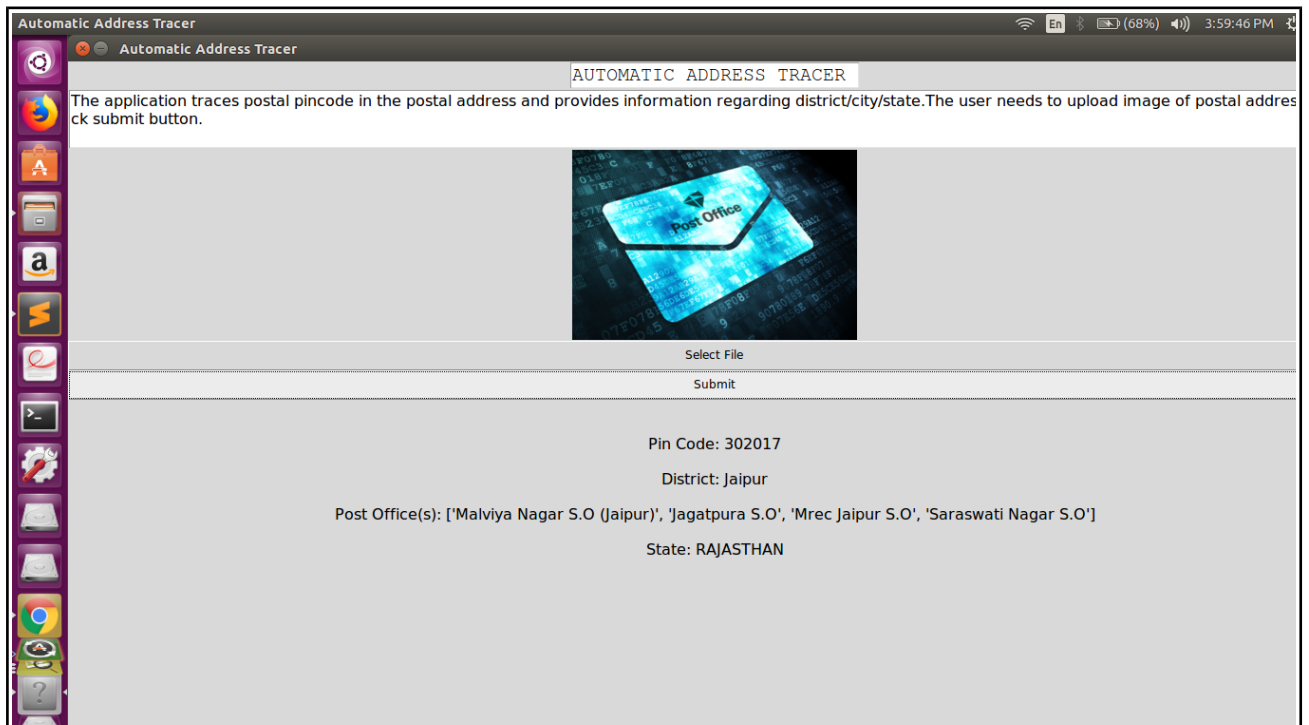 Automatic Address Tracer
En (68%) 3:59:46 PM
Automatic Address Tracer
AUTOMATIC ADDRESS TRACER
The application traces postal pincode in the postal address and provides information regarding district/city/state.The user needs to upload image of postal addres
ck submit button.
Post Office
Select File
Submit
Pin Code: 302017
District: Jaipur
Post Office(s): ['Malviya Nagar S.O (Jaipur)', 'Jagatpura S.O', 'Mrec Jaipur S.O', 'Saraswati Nagar S.O']
State: RAJASTHAN